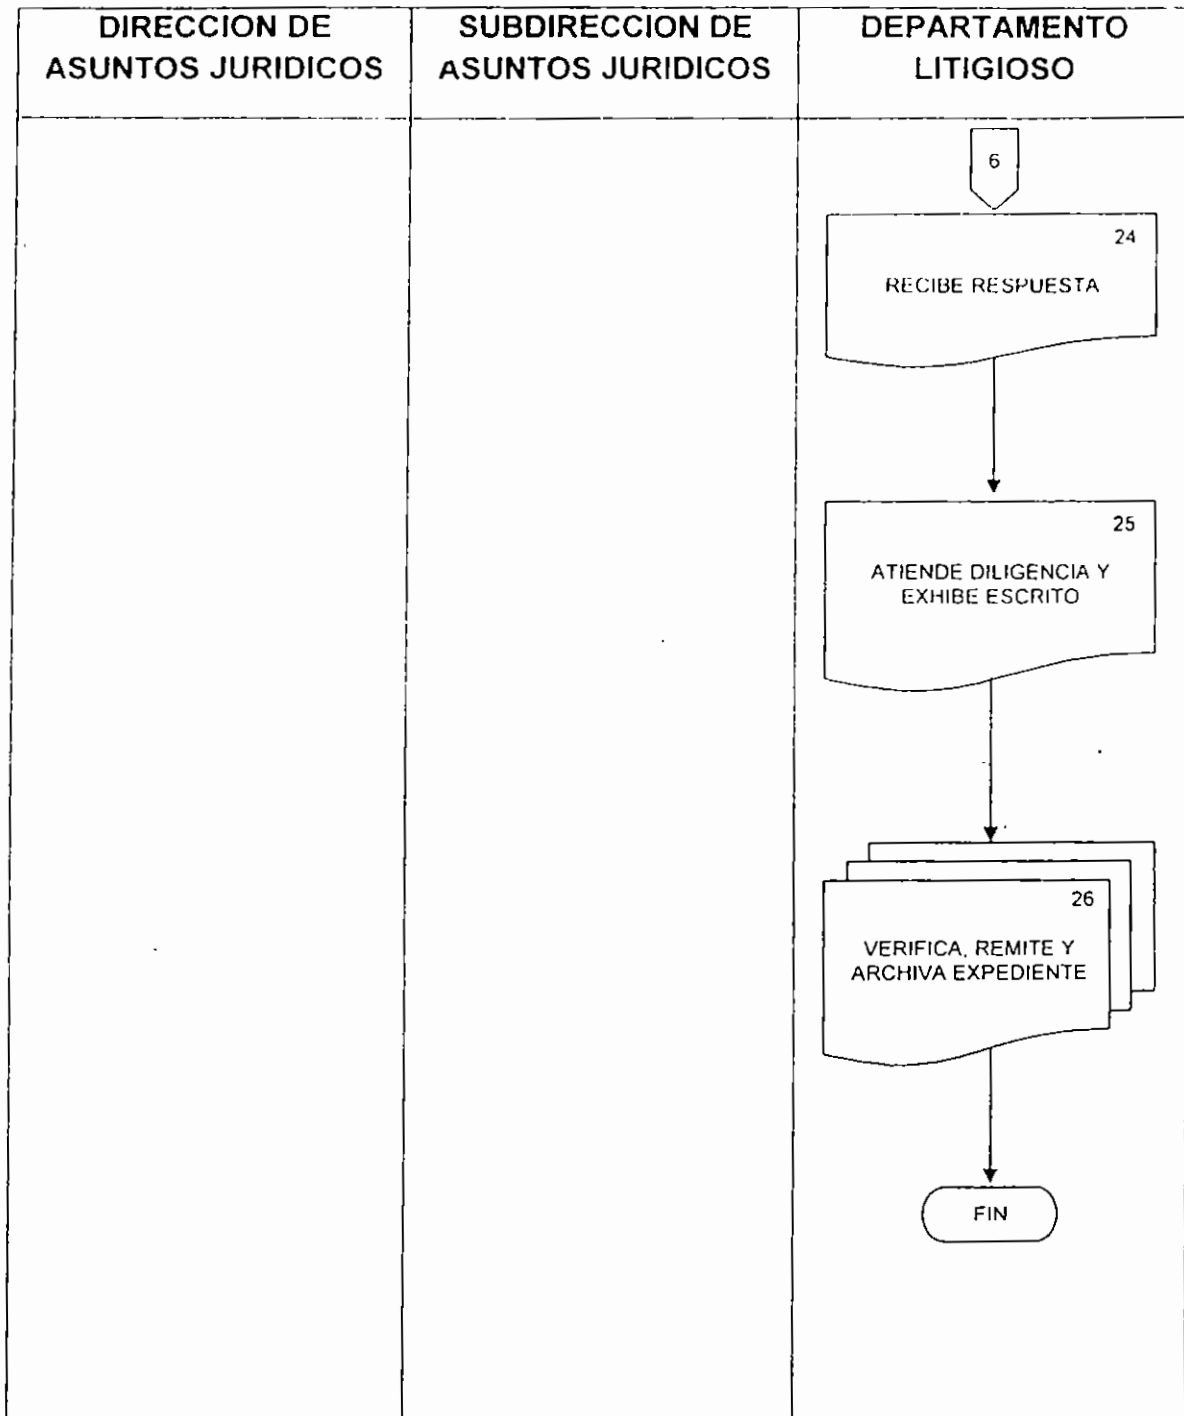 DIRECCION DE
ASUNTOS JURIDICOS
SUBDIRECCION DE
ASUNTOS JURIDICOS
DEPARTAMENTO
LITIGIOSO
6
24
RECIBE RESPUESTA
25
ATIENDE DILIGENCIA Y
EXHIBE ESCRITO
26
VERIFICA, REMITE Y
ARCHIVA EXPEDIENTE
FIN